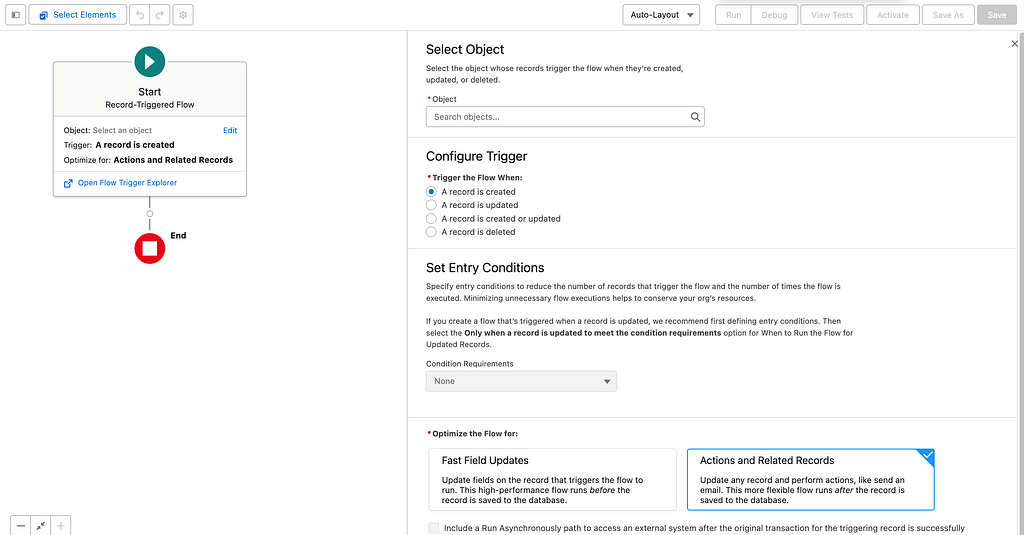 Select Elements
Auto-Layout
Run
Debug
View Tests
Activate
Save As
Save
Start
Record-Triggered Flow
Object: Select an object
Edit
Trigger: A record is created
Optimize for: Actions and Related Records
Open Flow Trigger Explorer
End
Select Object
Select the object whose records trigger the flow when they're created,
updated, or deleted.
*Object
Search objects...
Configure Trigger
*Trigger the Flow When:
A record is created
A record is updated
A record is created or updated
A record is deleted
Set Entry Conditions
Specify entry conditions to reduce the number of records that trigger the flow and the number of times the flow is
executed. Minimizing unnecessary flow executions helps to conserve your org's resources.
If you create a flow that's triggered when a record is updated, we recommend first defining entry conditions. Then
select the Only when a record is updated to meet the condition requirements option for When to Run the Flow for
Updated Records.
Condition Requirements
None
*Optimize the Flow for:
Fast Field Updates
Update fields on the record that triggers the flow to
run. This high-performance flow runs before the
record is saved to the database.
Actions and Related Records
Update any record and perform actions, like send an
email. This more flexible flow runs after the record is
saved to the database.
Include a Run Asynchronously path to access an external system after the original transaction for the triggering record is successfully